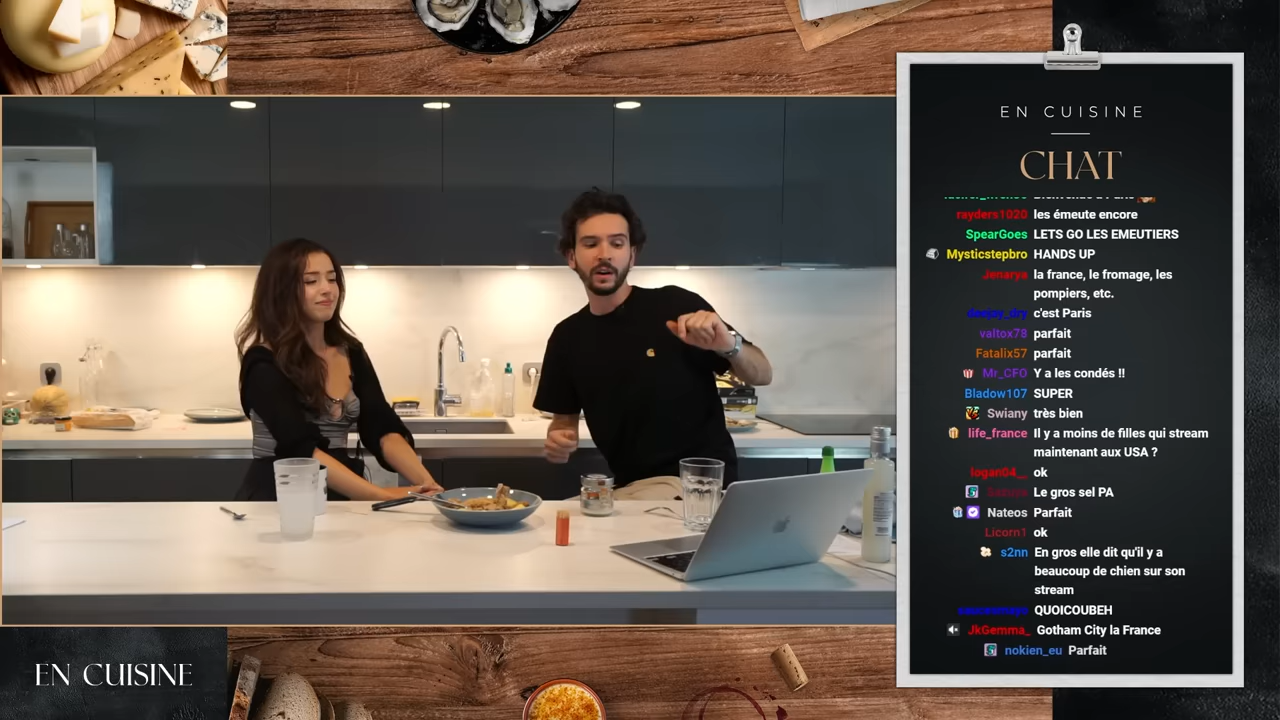 EN CUISINE
CHAT
rayders1020 les émeute encore
SpearGoes LETS GO LES EMEUTIERS
Mysticstepbro HANDS UP
Jenarya la france, le fromage, les
pompiers, etc.
deejay_dry c'est Paris
valtox78 parfait
Fatalix57 parfait
Mr_CFO Y a les condés !!
Bladow107 SUPER
Swiany très bien
life_france Il y a moins de filles qui stream
maintenant aux USA ?
logan04__ ok
Le gros sel PA
Nateos Parfait
Licorn1 ok
s2nn En gros elle dit qu'il y a
beaucoup de chien sur son
stream
QUOICOUBEH
JkGemma_ Gotham City la France
nokien_eu Parfait
EN CUISINE